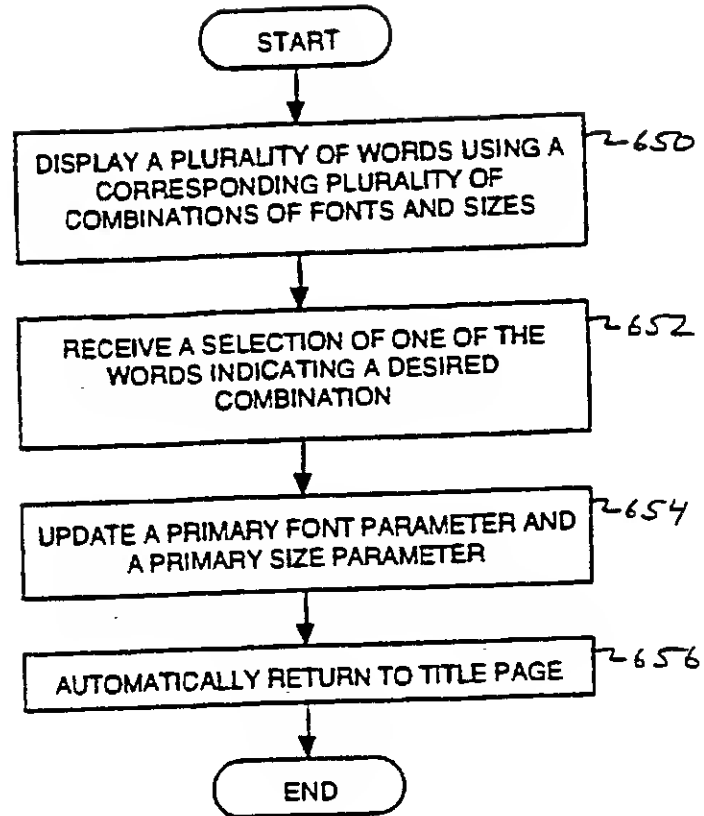 START
DISPLAY A PLURALITY OF WORDS USING A
CORRESPONDING PLURALITY OF
COMBINATIONS OF FONTS AND SIZES
650
RECEIVE A SELECTION OF ONE OF THE
WORDS INDICATING A DESIRED
COMBINATION
652
UPDATE A PRIMARY FONT PARAMETER AND
A PRIMARY SIZE PARAMETER
654
AUTOMATICALLY RETURN TO TITLE PAGE
656
END